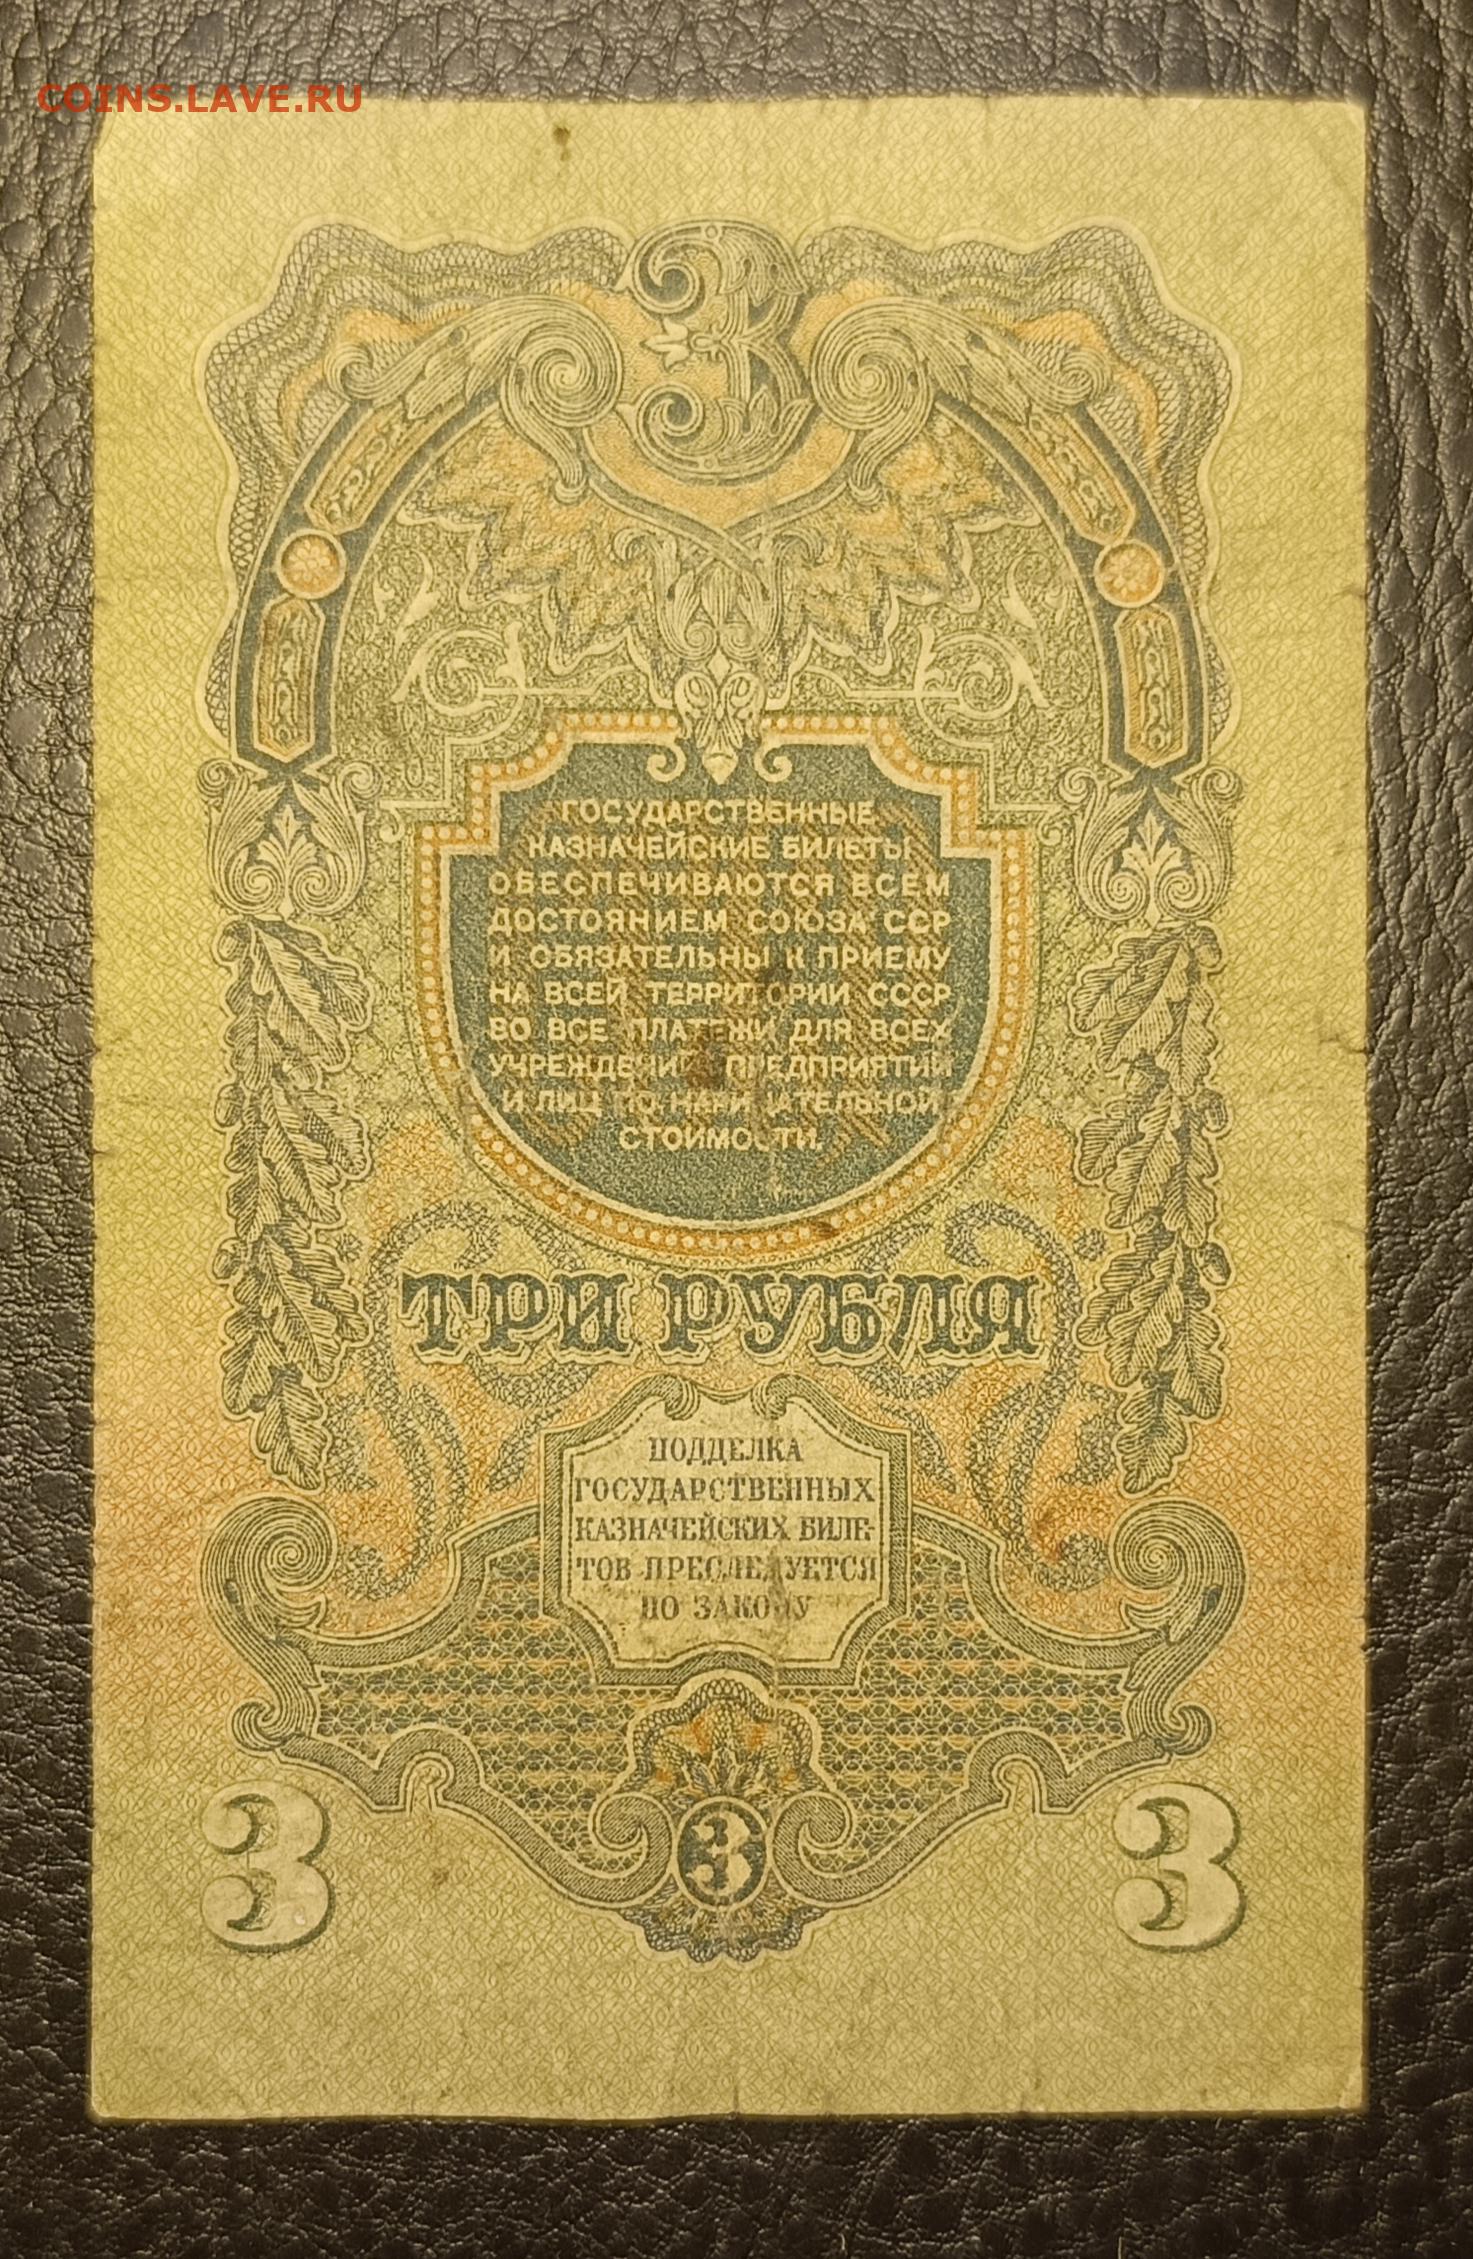 COINS.LAVE.RU
3
ГОСУДАРСТВЕННЫЕ
КАЗНАЧЕЙСКИЕ БИЛЕТЫ
ОБЕСПЕЧИВАЮТСЯ ВСЕМ
ДОСТОЯНИЕМ СОЮЗА ССР
И ОБЯЗАТЕЛЬНЫ К ПРИЕМУ
НА ВСЕЙ ТЕРРИТОРИИ СССР
ВО ВСЕ ПЛАТЕЖИ ДЛЯ ВСЕХ
УЧРЕЖДЕНИЙ, ПРЕДПРИЯТИЙ
И ЛИЦ ПО НАРИЦАТЕЛЬНОЙ
СТОИМОСТИ.
ТРИ РУБЛЯ
ПОДДЕЛКА
ГОСУДАРСТВЕННЫХ
КАЗНАЧЕЙСКИХ БИЛЕ-
ТОВ ПРЕСЛЕДУЕТСЯ
ПО ЗАКОНУ
3 3 3